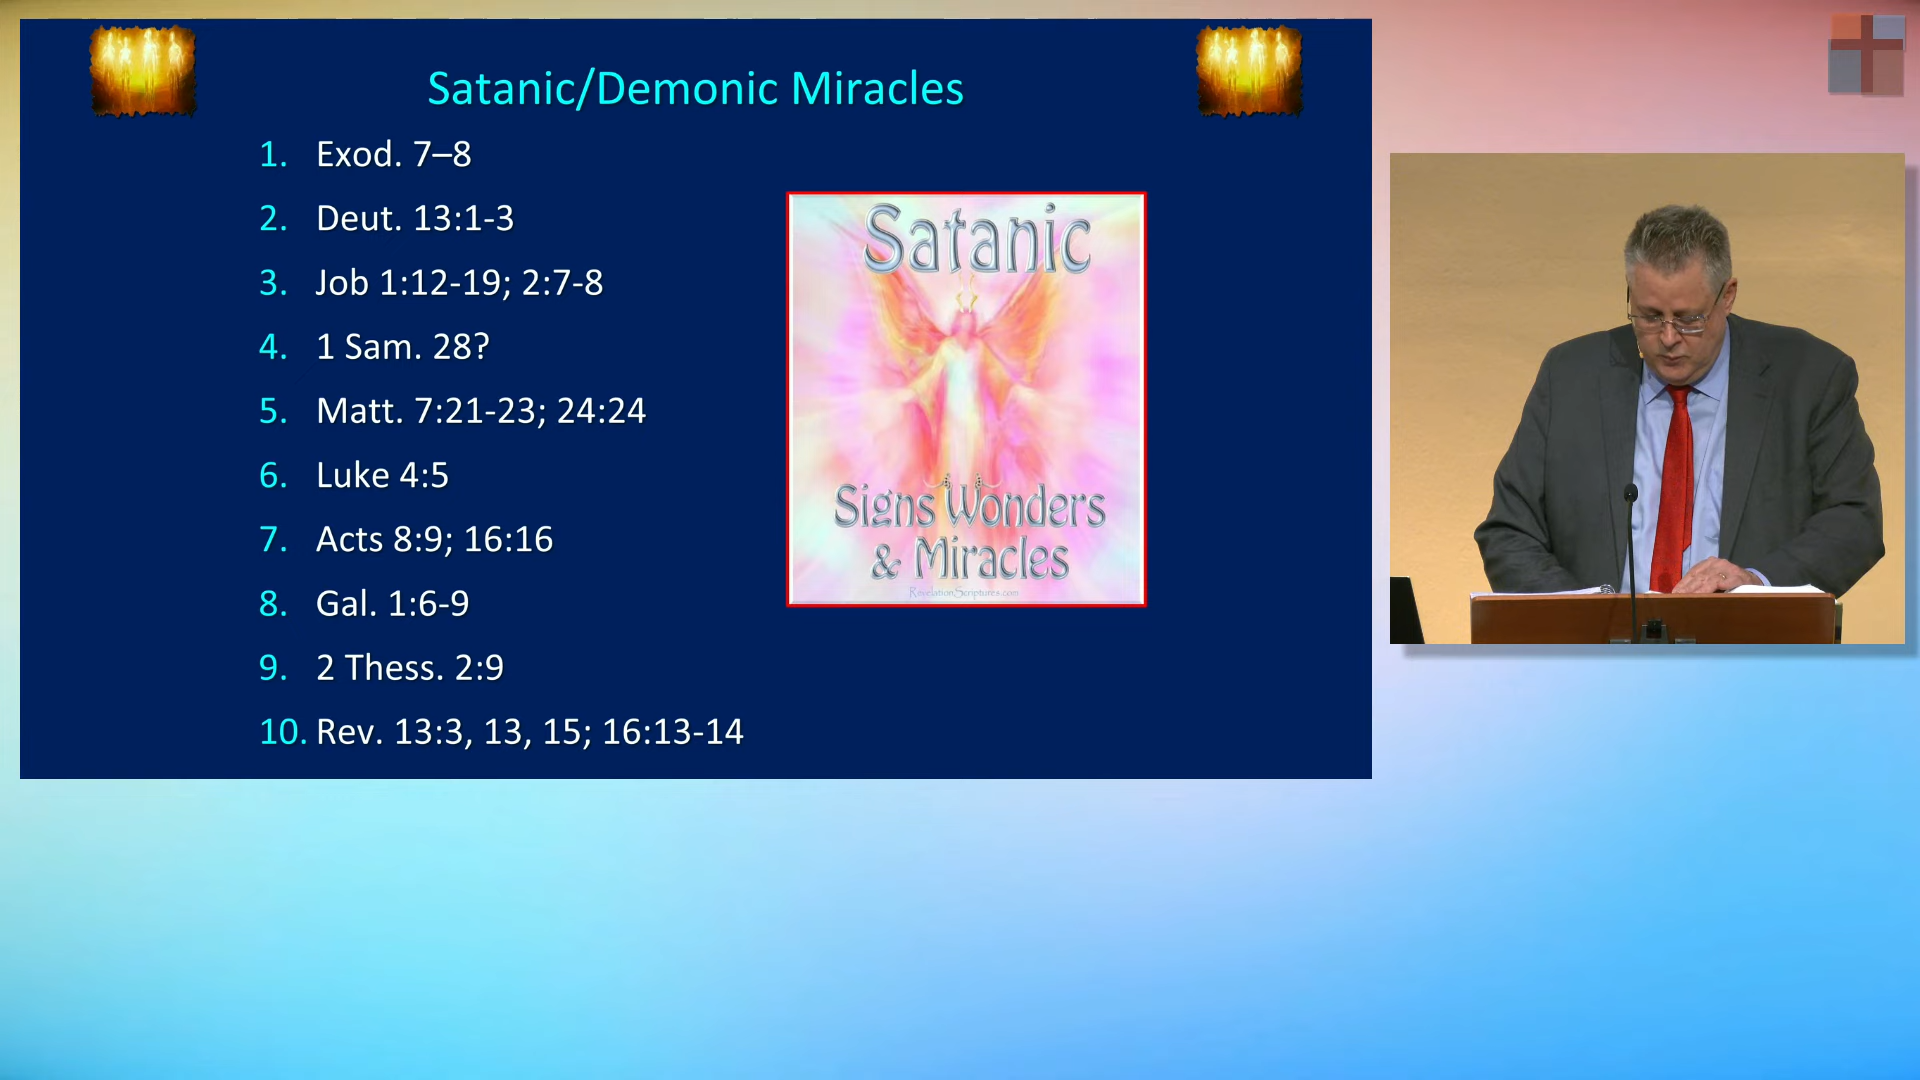 Satanic/Demonic Miracles
1. Exod. 7–8
2. Deut. 13:1-3
3. Job 1:12-19; 2:7-8
4. 1 Sam. 28?
5. Matt. 7:21-23; 24:24
6. Luke 4:5
7. Acts 8:9; 16:16
8. Gal. 1:6-9
9. 2 Thess. 2:9
10. Rev. 13:3, 13, 15; 16:13-14
Satanic
Signs Wonders
& Miracles
RevelationScriptures.com